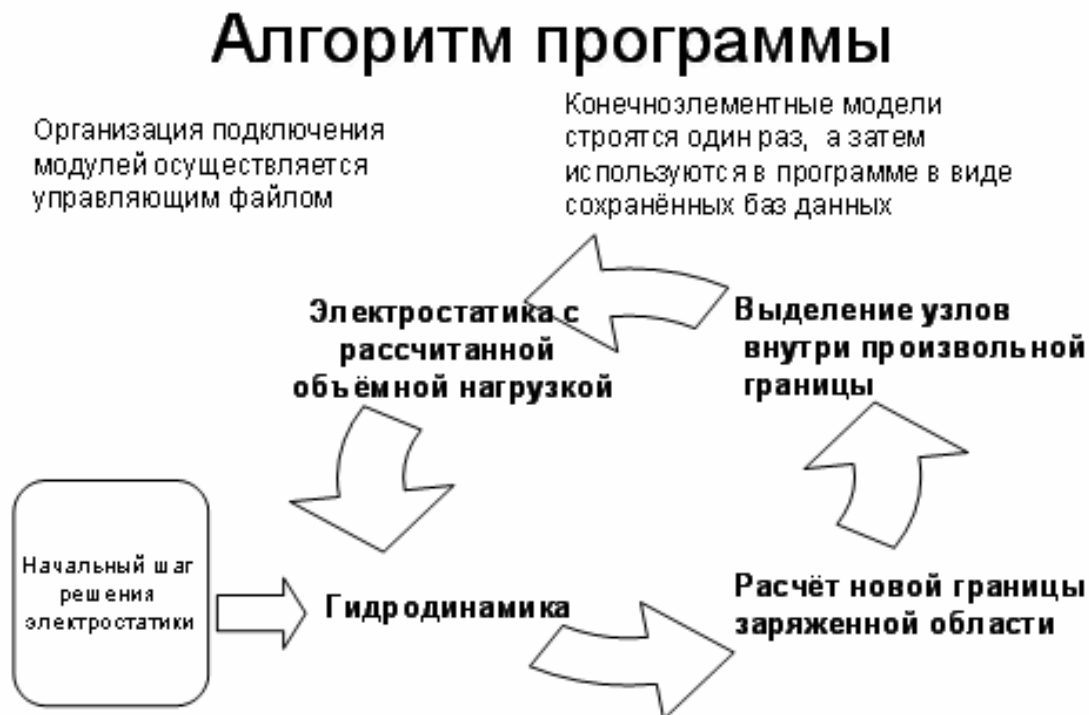 Алгоритм программы
Организация подключения
модулей осуществляется
управляющим файлом
Конечноэлементные модели
строятся один раз, а затем
используются в программе в виде
сохранённых баз данных
Электростатика с
рассчитанной
объёмной нагрузкой
Выделение узлов
внутри произвольной
границы
Начальный шаг
решения
электростатики
Гидродинамика
Расчёт новой границы
заряженной области